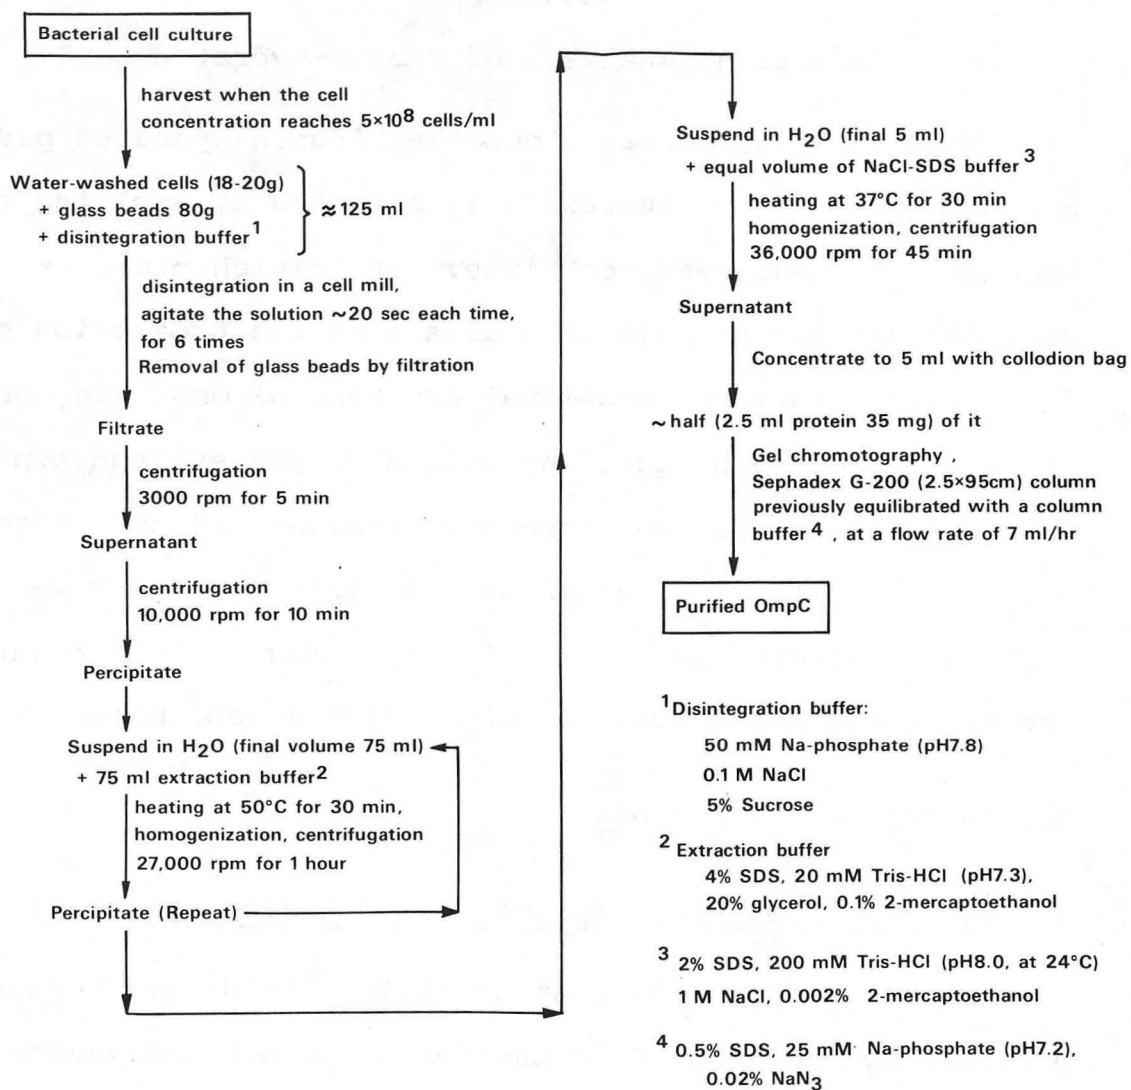 Bacterial cell culture
harvest when the cell
concentration reaches 5×10⁸ cells/ml
Water-washed cells (18-20g)
+ glass beads 80g
+ disintegration buffer¹
≈125 ml
disintegration in a cell mill,
agitate the solution ~20 sec each time,
for 6 times
Removal of glass beads by filtration
Filtrate
centrifugation
3000 rpm for 5 min
Supernatant
centrifugation
10,000 rpm for 10 min
Percipitate
Suspend in H₂O (final volume 75 ml)
+ 75 ml extraction buffer²
heating at 50°C for 30 min,
homogenization, centrifugation
27,000 rpm for 1 hour
Percipitate (Repeat)
Suspend in H₂O (final 5 ml)
+ equal volume of NaCl-SDS buffer³
heating at 37°C for 30 min
homogenization, centrifugation
36,000 rpm for 45 min
Supernatant
Concentrate to 5 ml with collodion bag
~half (2.5 ml protein 35 mg) of it
Gel chromotography ,
Sephadex G-200 (2.5×95cm) column
previously equilibrated with a column
buffer⁴ , at a flow rate of 7 ml/hr
Purified OmpC
¹ Disintegration buffer:
50 mM Na-phosphate (pH7.8)
0.1 M NaCl
5% Sucrose
² Extraction buffer
4% SDS, 20 mM Tris-HCl (pH7.3),
20% glycerol, 0.1% 2-mercaptoethanol
³ 2% SDS, 200 mM Tris-HCl (pH8.0, at 24°C)
1 M NaCl, 0.002% 2-mercaptoethanol
⁴ 0.5% SDS, 25 mM Na-phosphate (pH7.2),
0.02% NaN₃